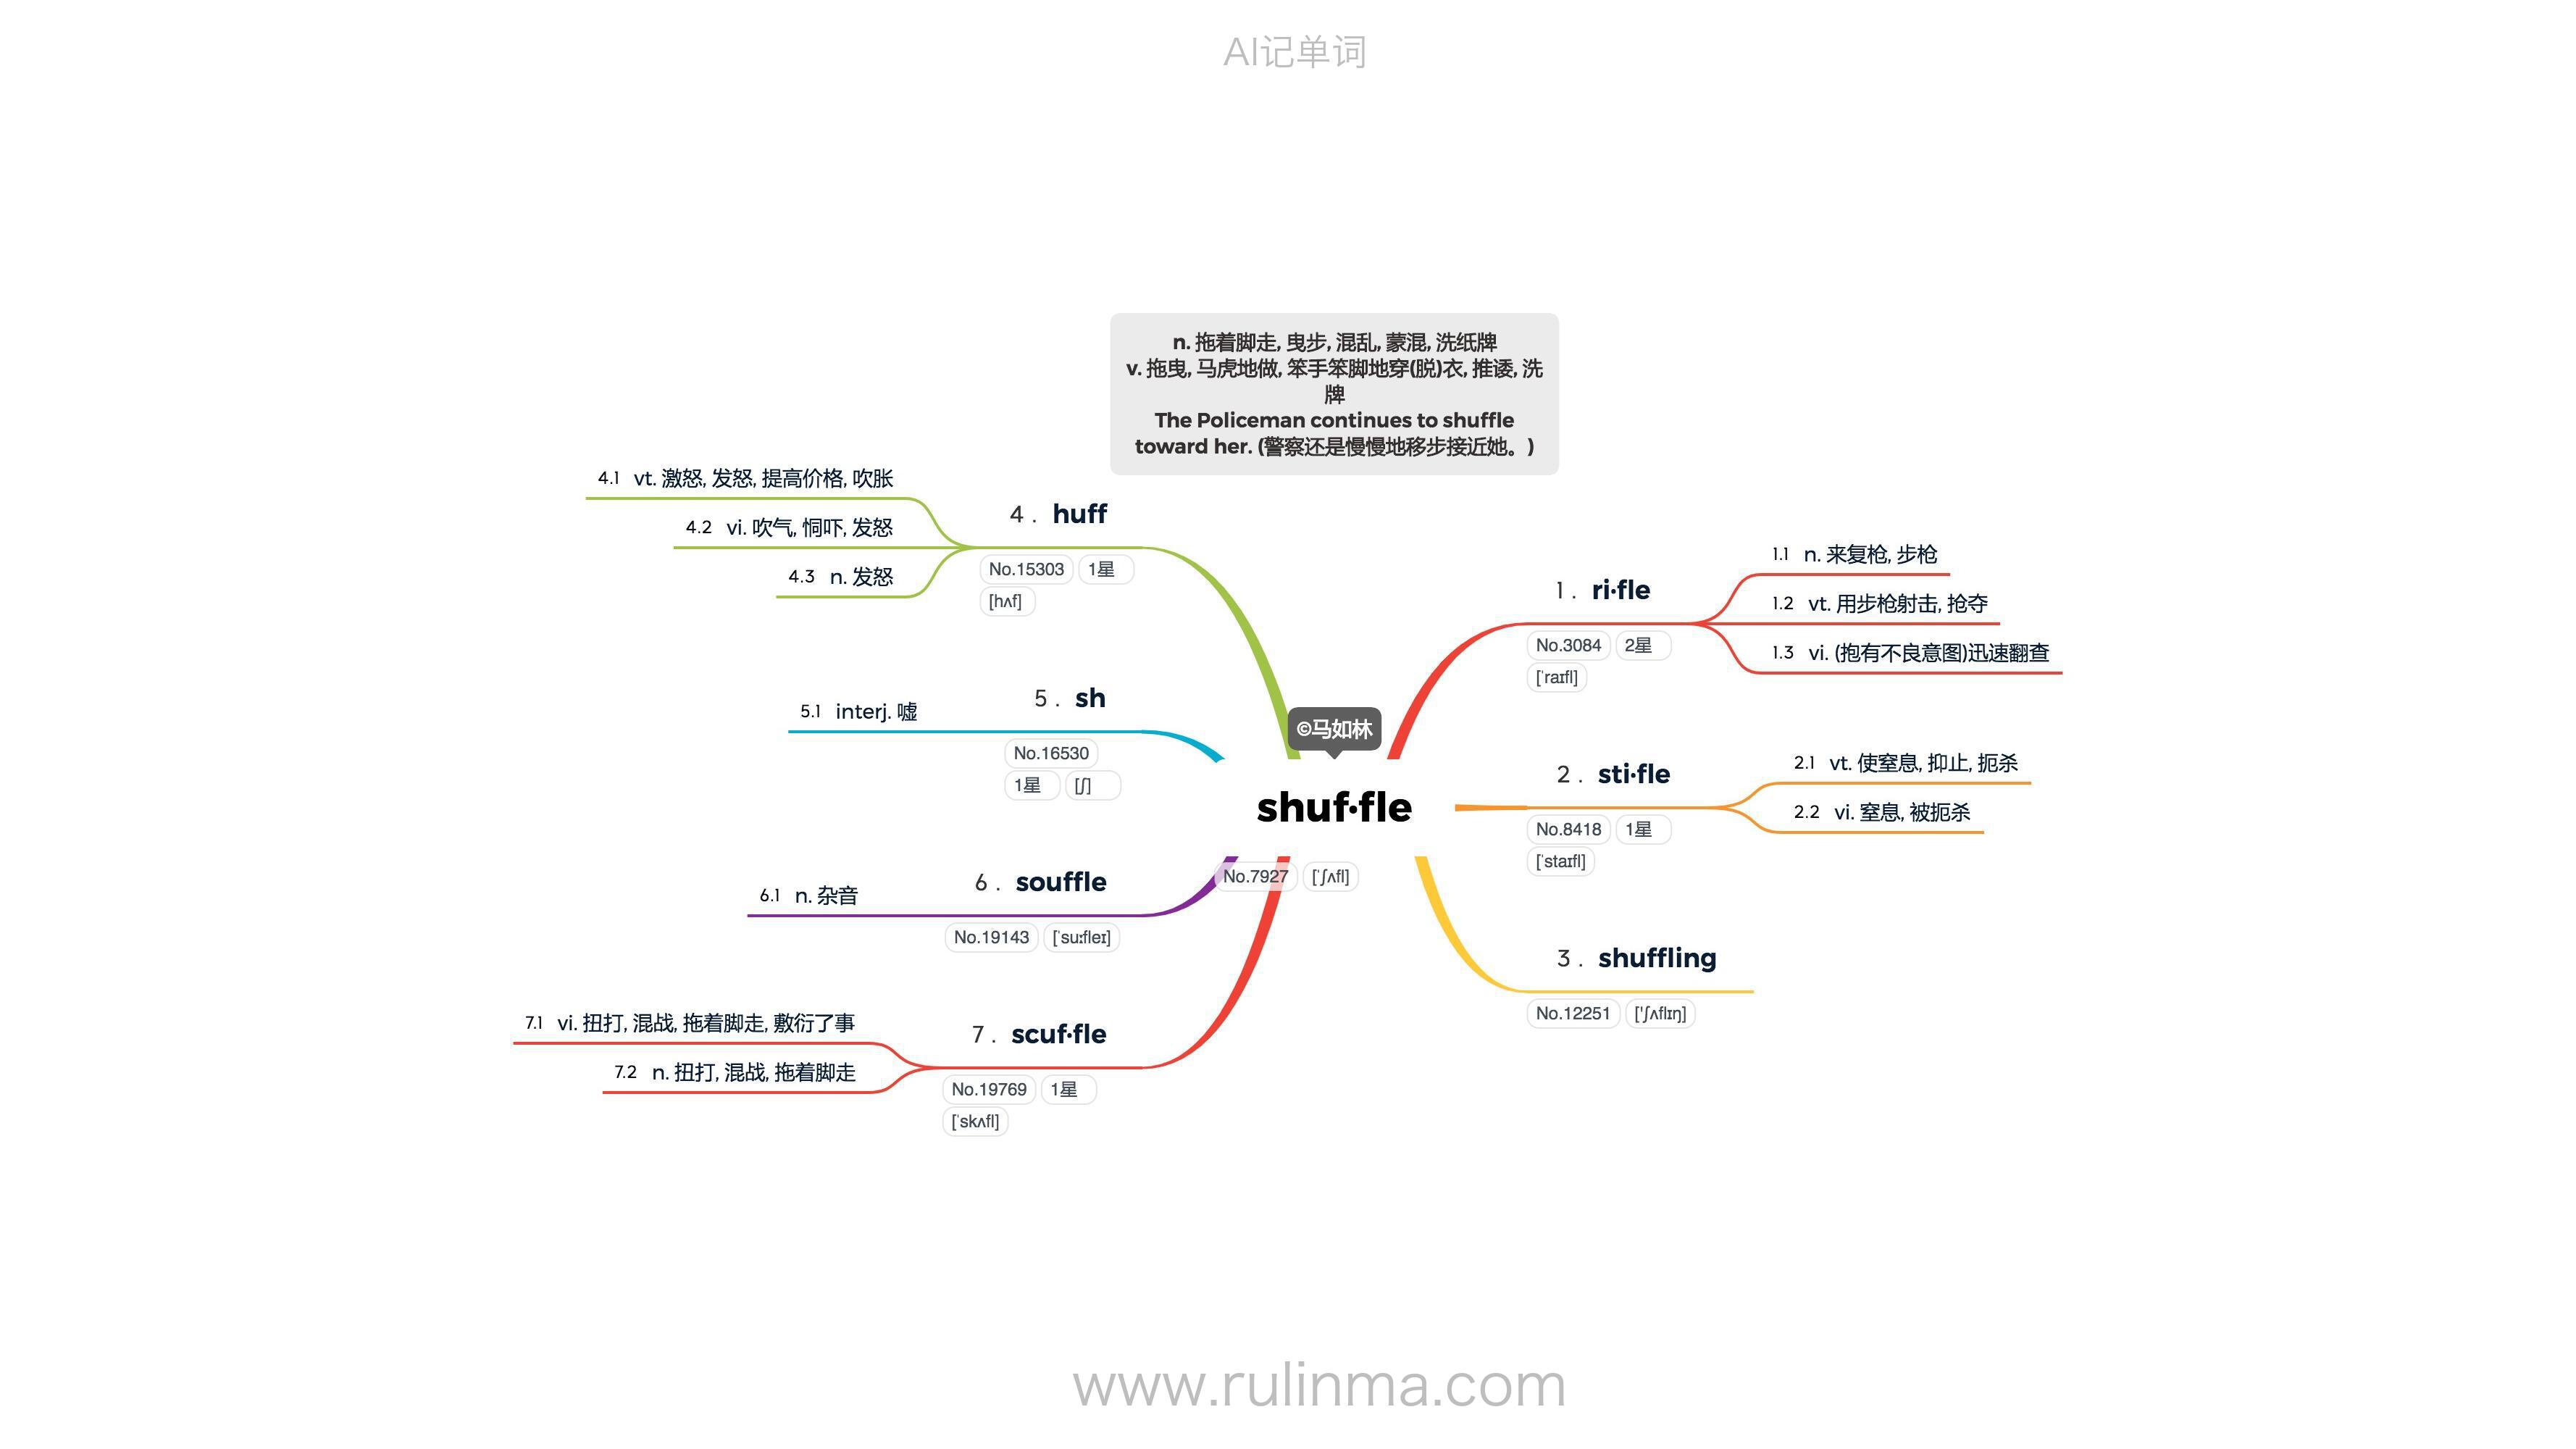 AI记单词
n. 拖着脚走, 曳步, 混乱, 蒙混, 洗纸牌
v. 拖曳, 马虎地做, 笨手笨脚地穿(脱)衣, 推诿, 洗
牌
The Policeman continues to shuffle
toward her. (警察还是慢慢地移步接近她。)
©马如林
shuf·fle
No.7927 [ˈʃʌfl]
1 . ri·fle
No.3084 2星
[ˈraɪfl]
1.1 n. 来复枪, 步枪
1.2 vt. 用步枪射击, 抢夺
1.3 vi. (抱有不良意图)迅速翻查
2 . sti·fle
No.8418 1星
[ˈstaɪfl]
2.1 vt. 使窒息, 抑止, 扼杀
2.2 vi. 窒息, 被扼杀
3 . shuffling
No.12251 ['ʃʌflɪŋ]
4 . huff
No.15303 1星
[hʌf]
4.1 vt. 激怒, 发怒, 提高价格, 吹胀
4.2 vi. 吹气, 恫吓, 发怒
4.3 n. 发怒
5 . sh
No.16530
1星 [ʃ]
5.1 interj. 嘘
6 . souffle
No.19143 [ˈsuːfleɪ]
6.1 n. 杂音
7 . scuf·fle
No.19769 1星
[ˈskʌfl]
7.1 vi. 扭打, 混战, 拖着脚走, 敷衍了事
7.2 n. 扭打, 混战, 拖着脚走
www.rulinma.com